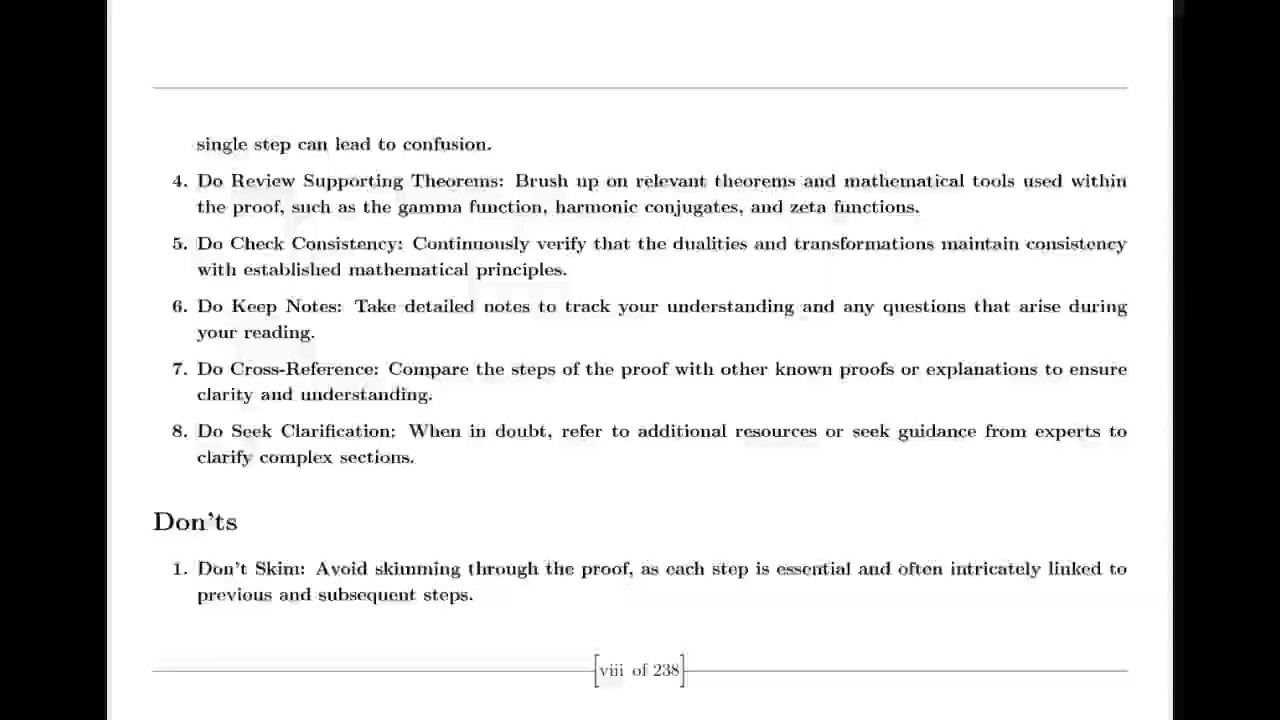 single step can lead to confusion.
4. Do Review Supporting Theorems: Brush up on relevant theorems and mathematical tools used within
the proof, such as the gamma function, harmonic conjugates, and zeta functions.
5. Do Check Consistency: Continuously verify that the dualities and transformations maintain consistency
with established mathematical principles.
6. Do Keep Notes: Take detailed notes to track your understanding and any questions that arise during
your reading.
7. Do Cross-Reference: Compare the steps of the proof with other known proofs or explanations to ensure
clarity and understanding.
8. Do Seek Clarification: When in doubt, refer to additional resources or seek guidance from experts to
clarify complex sections.
Don'ts
1. Don't Skim: Avoid skimming through the proof, as each step is essential and often intricately linked to
previous and subsequent steps.
[viii of 238]